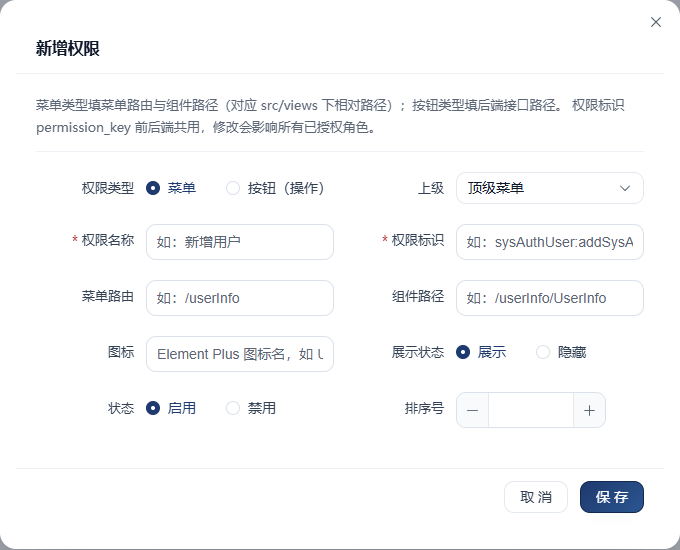 新增权限
菜单类型填菜单路由与组件路径（对应 src/views 下相对路径）；按钮类型填后端接口路径。 权限标识
permission_key 前后端共用，修改会影响所有已授权角色。
权限类型 菜单 按钮（操作） 上级 顶级菜单
* 权限名称 如：新增用户 * 权限标识 如：sysAuthUser:addSysA
菜单路由 如：/userInfo 组件路径 如：/userInfo/UserInfo
图标 Element Plus 图标名，如 U 展示状态 展示 隐藏
状态 启用 禁用 排序号
取 消 保 存